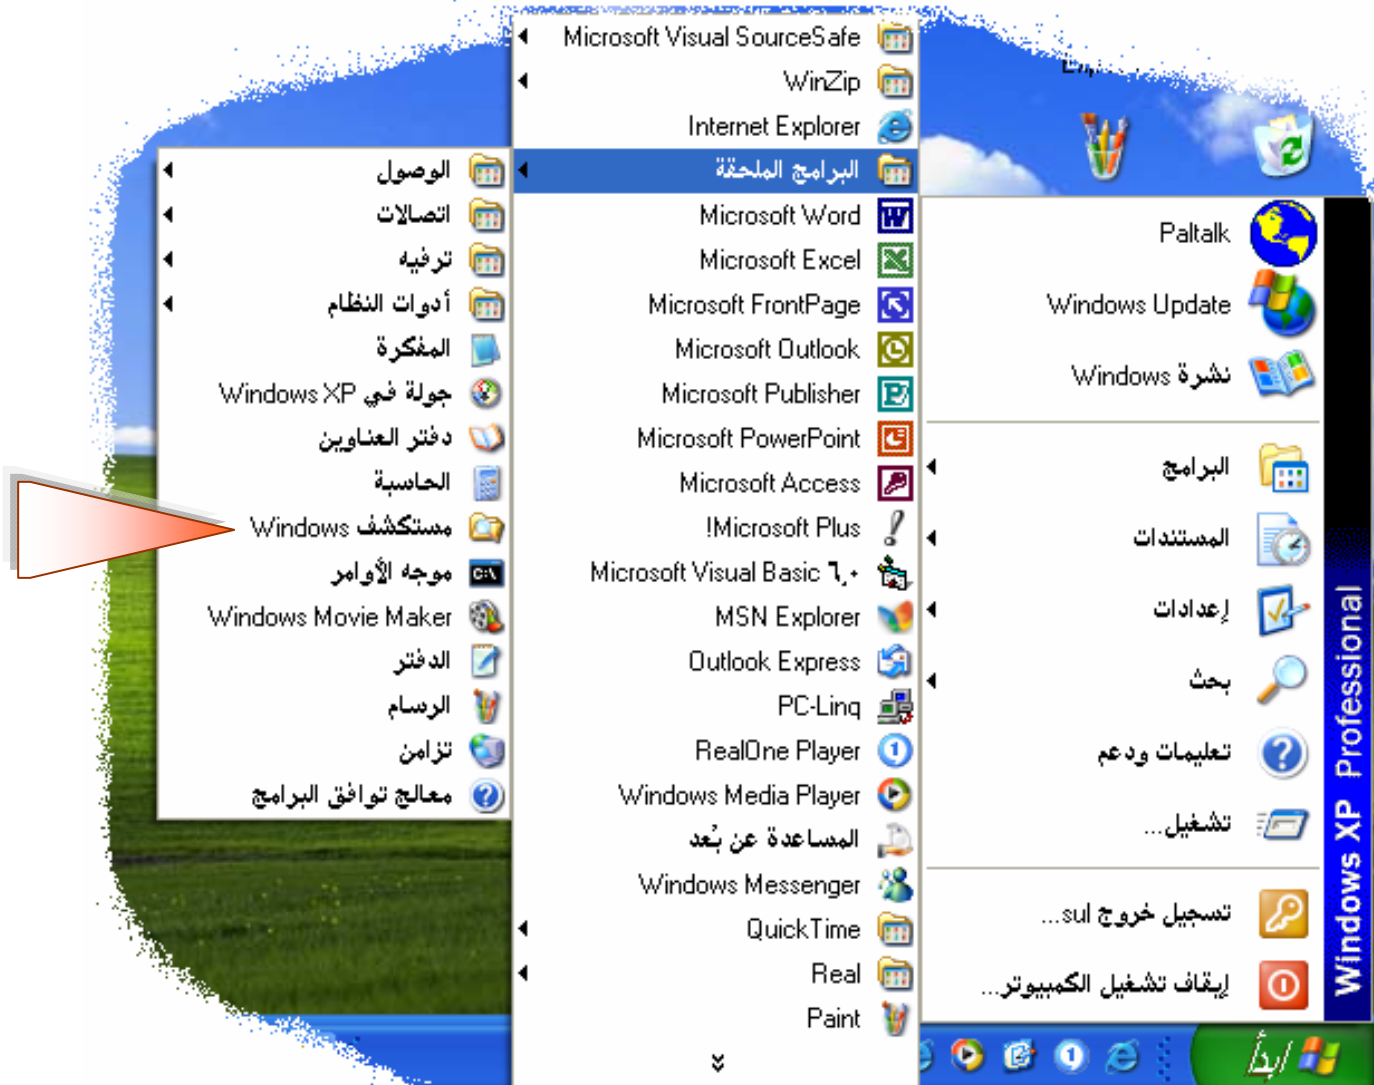 Paltalk
Windows Update
نشرة Windows
البرامج
المستندات
إعدادات
بحث
تعليمات ودعم
تشغيل...
تسجيل خروج sul...
إيقاف تشغيل الكمبيوتر...
Windows XP Professional
ابدأ
Microsoft Visual SourceSafe
WinZip
Internet Explorer
البرامج الملحقة
Microsoft Word
Microsoft Excel
Microsoft FrontPage
Microsoft Outlook
Microsoft Publisher
Microsoft PowerPoint
Microsoft Access
!Microsoft Plus
Microsoft Visual Basic ٦,٠
MSN Explorer
Outlook Express
PC-Linq
RealOne Player
Windows Media Player
المساعدة عن بُعد
Windows Messenger
QuickTime
Real
Paint
الوصول
اتصالات
ترفيه
أدوات النظام
المفكرة
جولة في Windows XP
دفتر العناوين
الحاسبة
مستكشف Windows
موجه الأوامر
Windows Movie Maker
الدفتر
الرسام
تزامن
معالج توافق البرامج